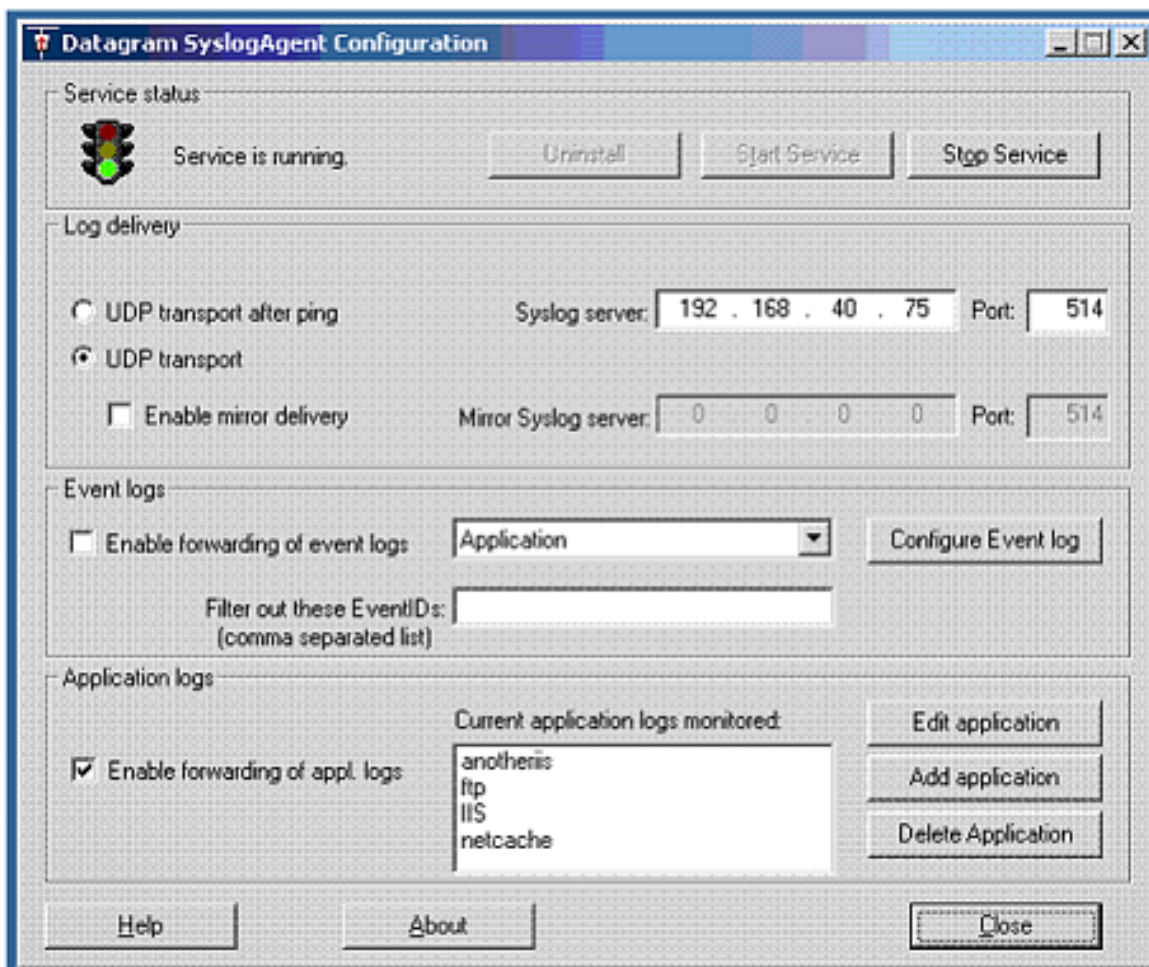 Datagram SyslogAgent Configuration
Service status
Service is running.
Uninstall
Start Service
Stop Service
Log delivery
UDP transport after ping
Syslog server: 192 . 168 . 40 . 75 Port: 514
UDP transport
Enable mirror delivery
Mirror Syslog server: 0 0 . 0 0 Port: 514
Event logs
Enable forwarding of event logs
Application
Configure Event log
Filter out these EventIDs:
(comma separated list)
Application logs
Current application logs monitored:
Enable forwarding of appl. logs
anotheriis
ftp
IIS
netcache
Edit application
Add application
Delete Application
Help
About
Close